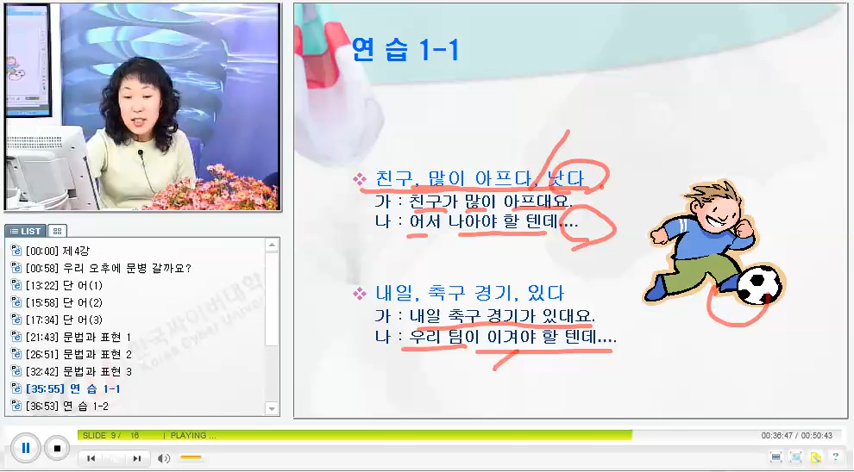 연 습 1-1
친구, 많이 아프다, 낫다
가 : 친구가 많이 아프대요.
나 : 어서 나아야 할 텐데....
내일, 축구 경기, 있다
가 : 내일 축구 경기가 있대요.
나 : 우리 팀이 이겨야 할 텐데....
LIST
[00:00] 제4강
[00:58] 우리 오후에 문병 갈까요?
[13:22] 단 어(1)
[15:58] 단 어(2)
[17:34] 단 어(3)
[21:43] 문법과 표현 1
[26:51] 문법과 표현 2
[32:42] 문법과 표현 3
[35:55] 연 습 1-1
[36:53] 연 습 1-2
SLIDE 9 / 16 | PLAYING ...
00:36:47 / 00:50:43